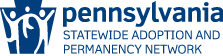 pennsylvania
STATEWIDE ADOPTION AND
PERMANENCY NETWORK